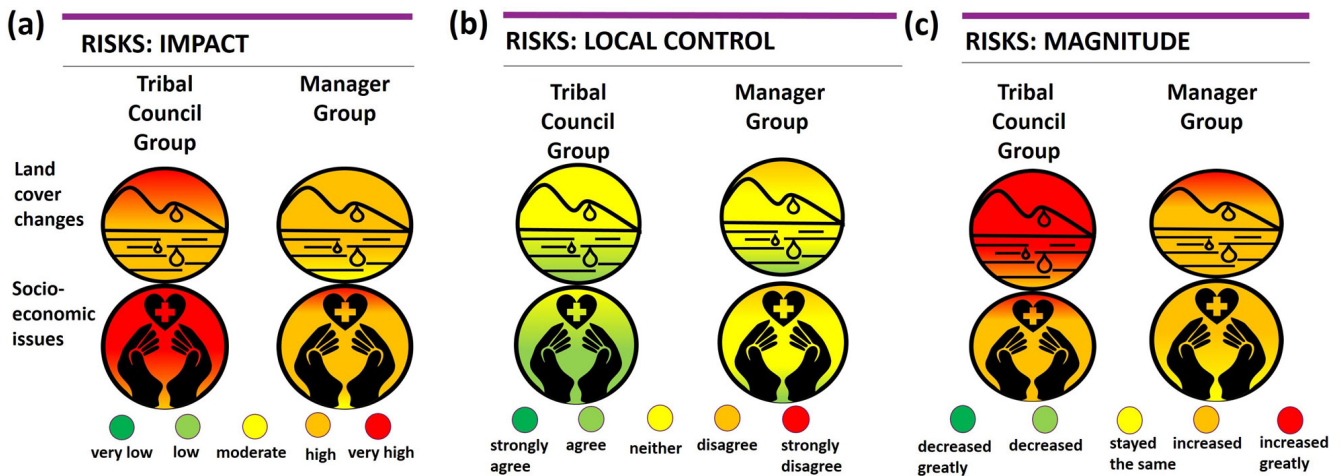 (a)
RISKS: IMPACT
Tribal
Council
Group
Manager
Group
Land
cover
changes
Socio-
economic
issues
very low
low
moderate
high
very high
(b)
RISKS: LOCAL CONTROL
Tribal
Council
Group
Manager
Group
strongly
agree
agree
neither
disagree
strongly
disagree
(c)
RISKS: MAGNITUDE
Tribal
Council
Group
Manager
Group
decreased
greatly
decreased
stayed
the same
increased
increased
greatly